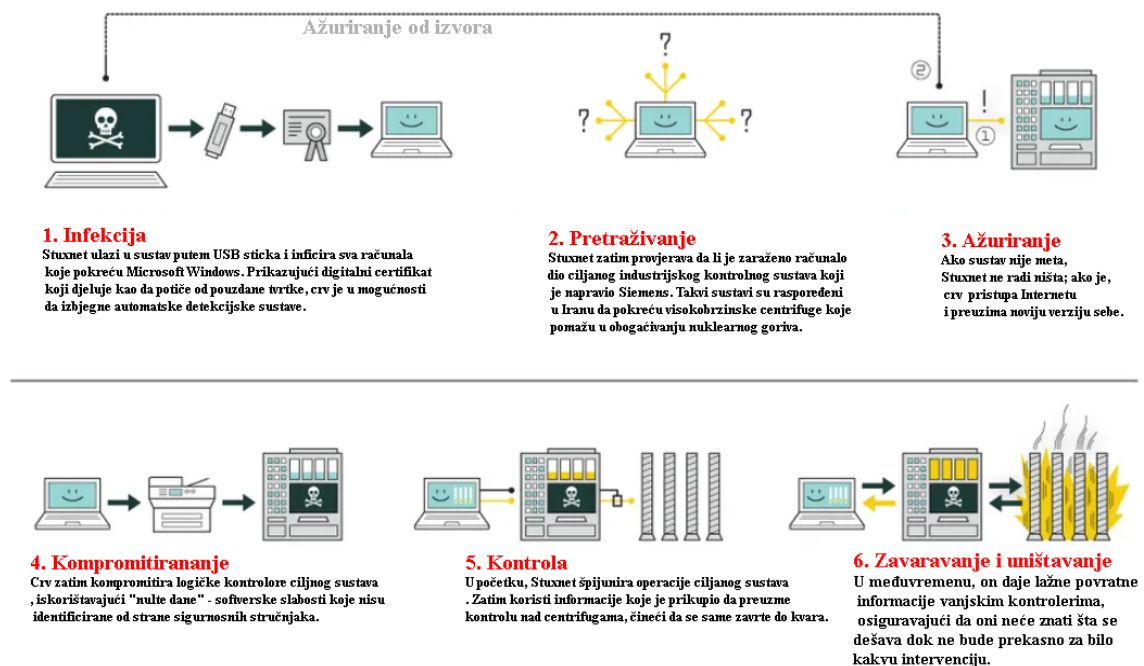 Ažuriranje od izvora
?
? ?
②
!
①
1. Infekcija
Stuxnet ulazi u sustav putem USB sticka i inficira sva računala
koje pokreću Microsoft Windows. Prikazujući digitalni certifikat
koji djeluje kao da potiče od pouzdane tvrtke, crv je u mogućnosti
da izbjegne automatske detekcijske sustave.
2. Pretraživanje
Stuxnet zatim provjerava da li je zaraženo računalo
dio ciljanog industrijskog kontrolnog sustava koji
je napravio Siemens. Takvi sustavi su raspoređeni
u Iranu da pokreću visokobrzinske centrifuge koje
pomažu u obogaćivanju nuklearnog goriva.
3. Ažuriranje
Ako sustav nije meta,
Stuxnet ne radi ništa; ako je,
crv pristupa Internetu
i preuzima noviju verziju sebe.
4. Kompromitirananje
Crv zatim kompromitira logičke kontrolore ciljnog sustava
, iskorištavajući "nulte dane" - softverske slabosti koje nisu
identificirane od strane sigurnosnih stručnjaka.
5. Kontrola
U početku, Stuxnet špijunira operacije ciljanog sustava
. Zatim koristi informacije koje je prikupio da preuzme
kontrolu nad centrifugama, čineći da se same zavrte do kvara.
6. Zavaravanje i uništavanje
U međuvremenu, on daje lažne povratne
informacije vanjskim kontrolerima,
osiguravajući da oni neće znati šta se
dešava dok ne bude prekasno za bilo
kakvu intervenciju.